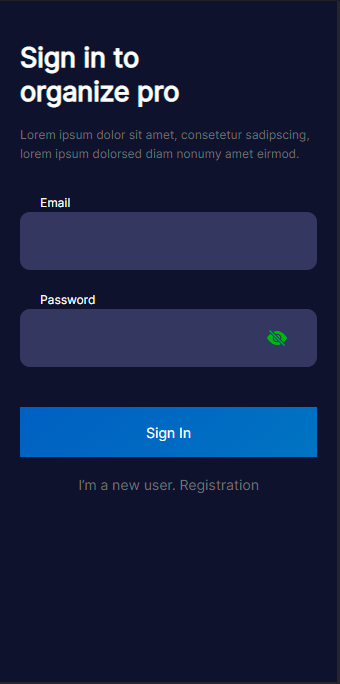 Sign in to
organize pro
Lorem ipsum dolor sit amet, consetetur sadipscing,
lorem ipsum dolorsed diam nonumy amet eirmod.
Email
Password
Sign In
I'm a new user. Registration